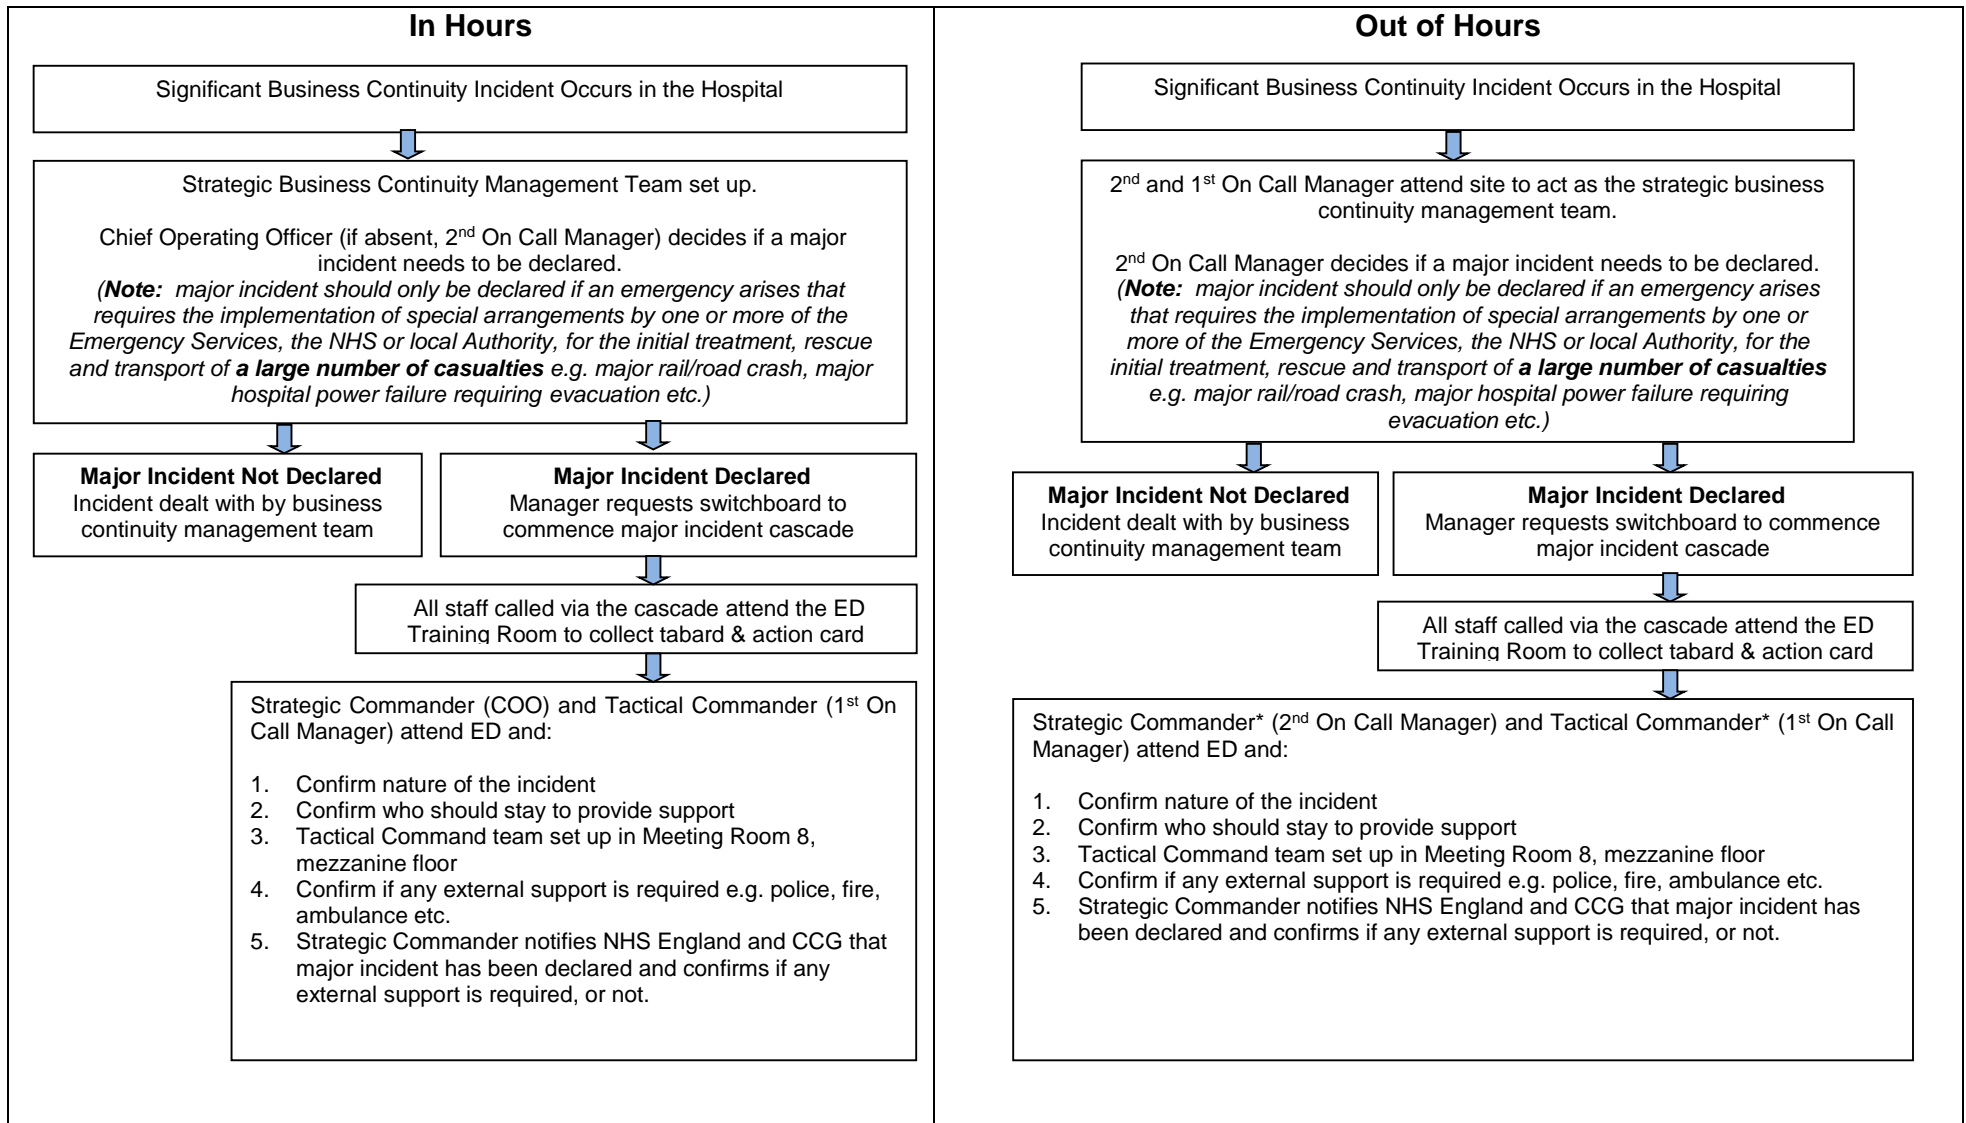 In Hours
Significant Business Continuity Incident Occurs in the Hospital
Strategic Business Continuity Management Team set up.
Chief Operating Officer (if absent, 2nd On Call Manager) decides if a major
incident needs to be declared.
(Note:  major incident should only be declared if an emergency arises that
requires the implementation of special arrangements by one or more of the
Emergency Services, the NHS or local Authority, for the initial treatment, rescue
and transport of a large number of casualties e.g. major rail/road crash, major
hospital power failure requiring evacuation etc.)
Major Incident Not Declared
Incident dealt with by business
continuity management team
Major Incident Declared
Manager requests switchboard to
commence major incident cascade
All staff called via the cascade attend the ED
Training Room to collect tabard & action card
Strategic Commander (COO) and Tactical Commander (1st On
Call Manager) attend ED and:
1. Confirm nature of the incident
2. Confirm who should stay to provide support
3. Tactical Command team set up in Meeting Room 8,
mezzanine floor
4. Confirm if any external support is required e.g. police, fire,
ambulance etc.
5. Strategic Commander notifies NHS England and CCG that
major incident has been declared and confirms if any
external support is required, or not.
Out of Hours
Significant Business Continuity Incident Occurs in the Hospital
2nd and 1st On Call Manager attend site to act as the strategic business
continuity management team.
2nd On Call Manager decides if a major incident needs to be declared.
(Note:  major incident should only be declared if an emergency arises
that requires the implementation of special arrangements by one or
more of the Emergency Services, the NHS or local Authority, for the
initial treatment, rescue and transport of a large number of casualties
e.g. major rail/road crash, major hospital power failure requiring
evacuation etc.)
Major Incident Not Declared
Incident dealt with by business
continuity management team
Major Incident Declared
Manager requests switchboard to commence
major incident cascade
All staff called via the cascade attend the ED
Training Room to collect tabard & action card
Strategic Commander* (2nd On Call Manager) and Tactical Commander* (1st On Call
Manager) attend ED and:
1. Confirm nature of the incident
2. Confirm who should stay to provide support
3. Tactical Command team set up in Meeting Room 8, mezzanine floor
4. Confirm if any external support is required e.g. police, fire, ambulance etc.
5. Strategic Commander notifies NHS England and CCG that major incident has
been declared and confirms if any external support is required, or not.